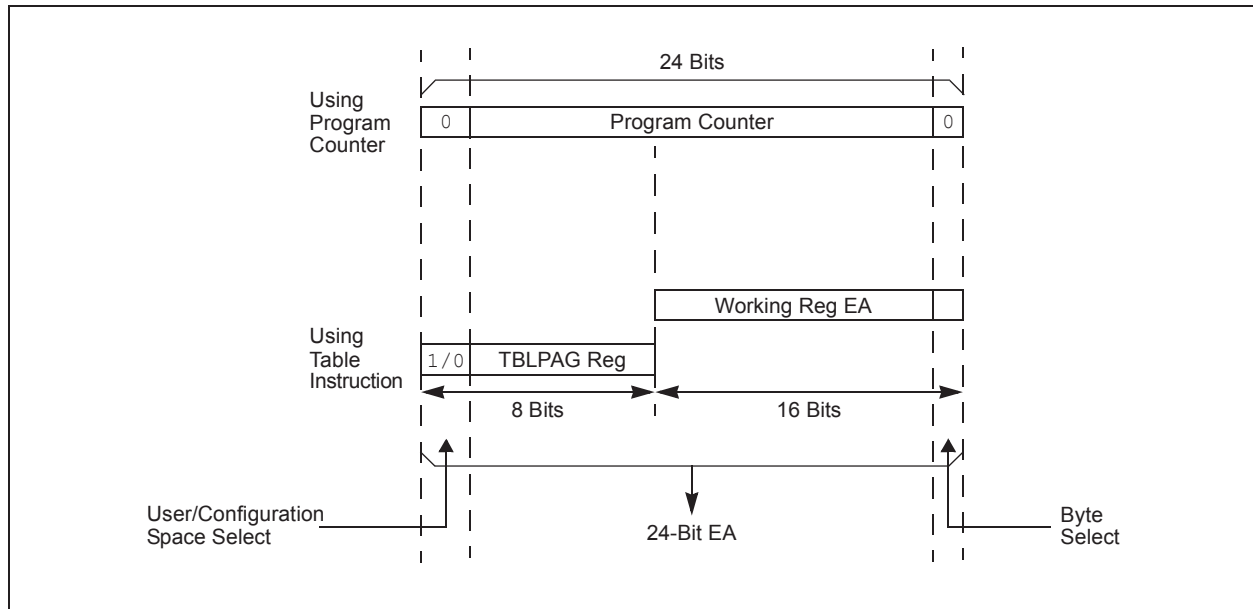 24 Bits
Using
Program
Counter
0
Program Counter
0
Working Reg EA
Using
Table
Instruction
1/0
TBLPAG Reg
8 Bits
16 Bits
User/Configuration
Space Select
24-Bit EA
Byte
Select